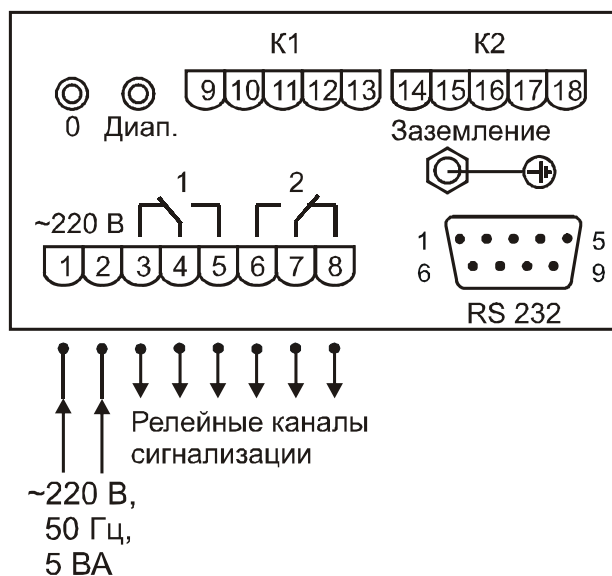 К1 К2
9 10 11 12 13 14 15 16 17 18
0 Диап. Заземление
1 2
~220 В
1 2 3 4 5 6 7 8
1 5
6 9
RS 232
Релейные каналы
сигнализации
~220 В,
50 Гц,
5 ВА